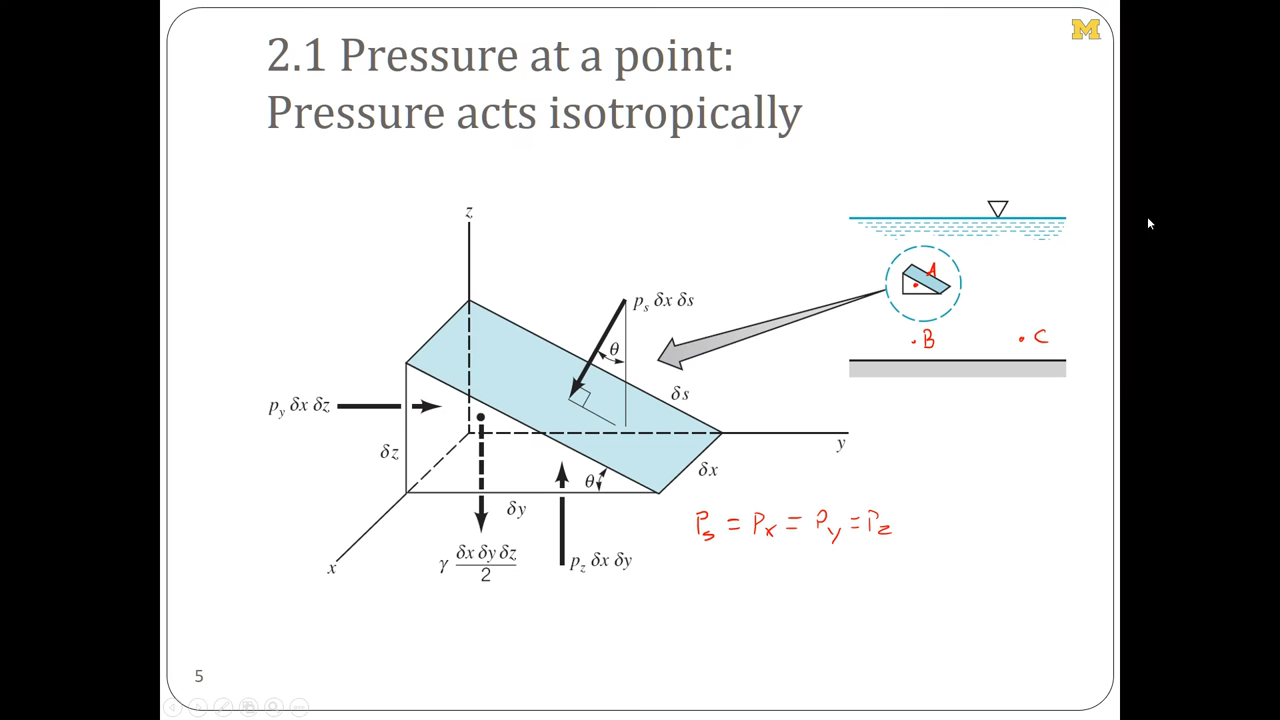 M
2.1 Pressure at a point:
Pressure acts isotropically
z
p_s δx δs
θ
A
B
C
p_y δx δz
δs
δz
y
δx
θ
δy
P_s = P_x = P_y = P_z
x
γ δx δy δz / 2
p_z δx δy
5